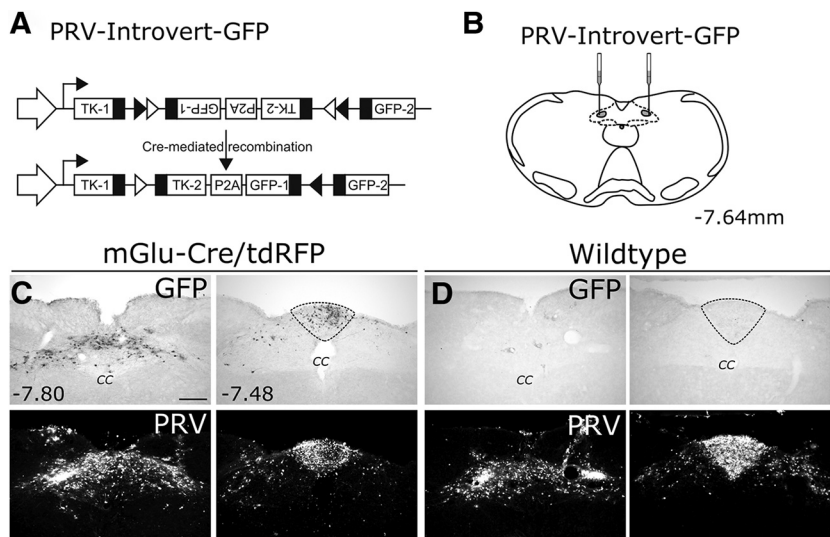 A
PRV-Introvert-GFP
TK-1 GFP-1 P2A TK-2 GFP-2
Cre-mediated recombination
TK-1 TK-2 P2A GFP-1 GFP-2
B
PRV-Introvert-GFP
-7.64mm
mGlu-Cre/tdRFP
Wildtype
C GFP D GFP
cc cc cc cc
-7.80 -7.48
PRV PRV